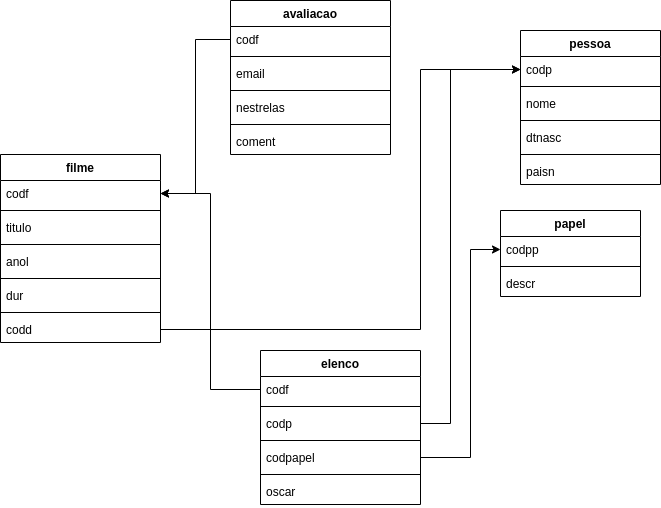 avaliacao
codf
email
nestrelas
coment
pessoa
codp
nome
dtnasc
paisn
filme
codf
titulo
anol
dur
codd
papel
codpp
descr
elenco
codf
codp
codpapel
oscar